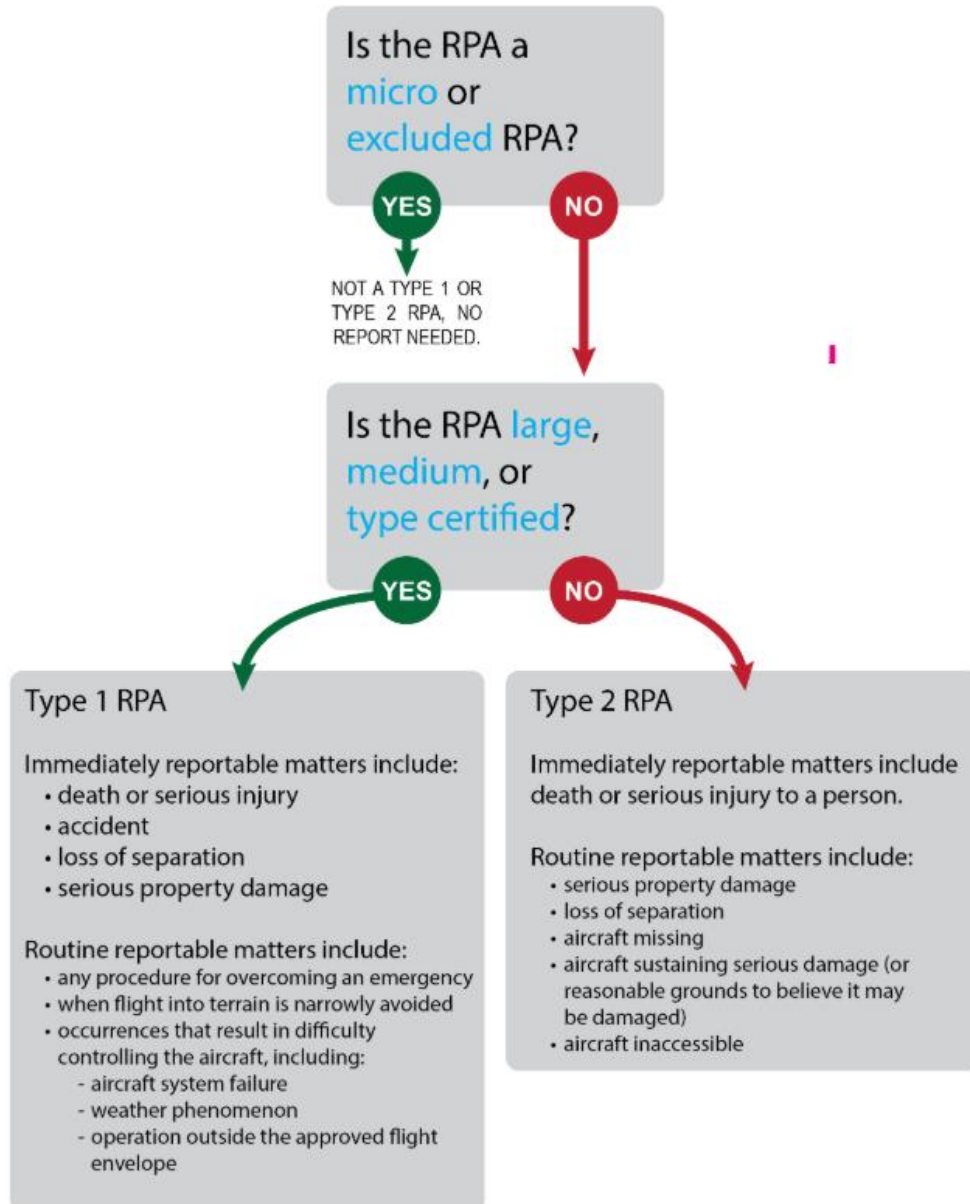 Is the RPA a
micro or
excluded RPA?
YES
NO
NOT A TYPE 1 OR
TYPE 2 RPA, NO
REPORT NEEDED.
Is the RPA large,
medium, or
type certified?
YES
NO
Type 1 RPA
Immediately reportable matters include:
• death or serious injury
• accident
• loss of separation
• serious property damage
Routine reportable matters include:
• any procedure for overcoming an emergency
• when flight into terrain is narrowly avoided
• occurrences that result in difficulty
controlling the aircraft, including:
- aircraft system failure
- weather phenomenon
- operation outside the approved flight
envelope
Type 2 RPA
Immediately reportable matters include
death or serious injury to a person.
Routine reportable matters include:
• serious property damage
• loss of separation
• aircraft missing
• aircraft sustaining serious damage (or
reasonable grounds to believe it may
be damaged)
• aircraft inaccessible